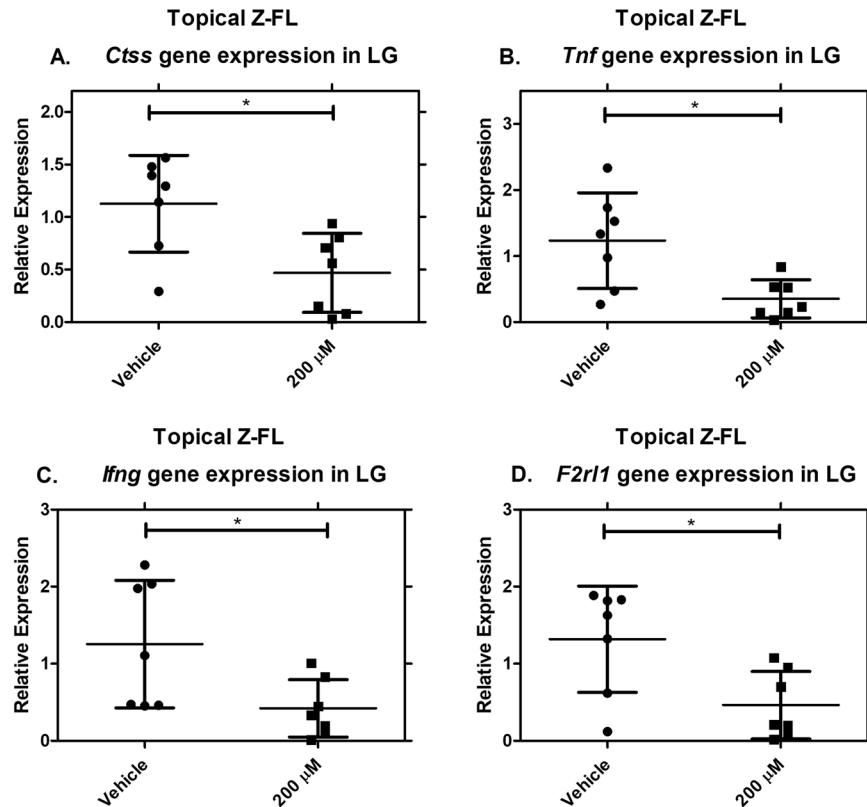 Topical Z-FL
A. Ctss gene expression in LG
Relative Expression
2.0
1.5
1.0
0.5
0.0
*
Vehicle
200 µM
Topical Z-FL
B. Tnf gene expression in LG
Relative Expression
3
2
1
0
*
Vehicle
200 µM
Topical Z-FL
C. Ifng gene expression in LG
Relative Expression
3
2
1
0
*
Vehicle
200 µM
Topical Z-FL
D. F2rl1 gene expression in LG
Relative Expression
3
2
1
0
*
Vehicle
200 µM